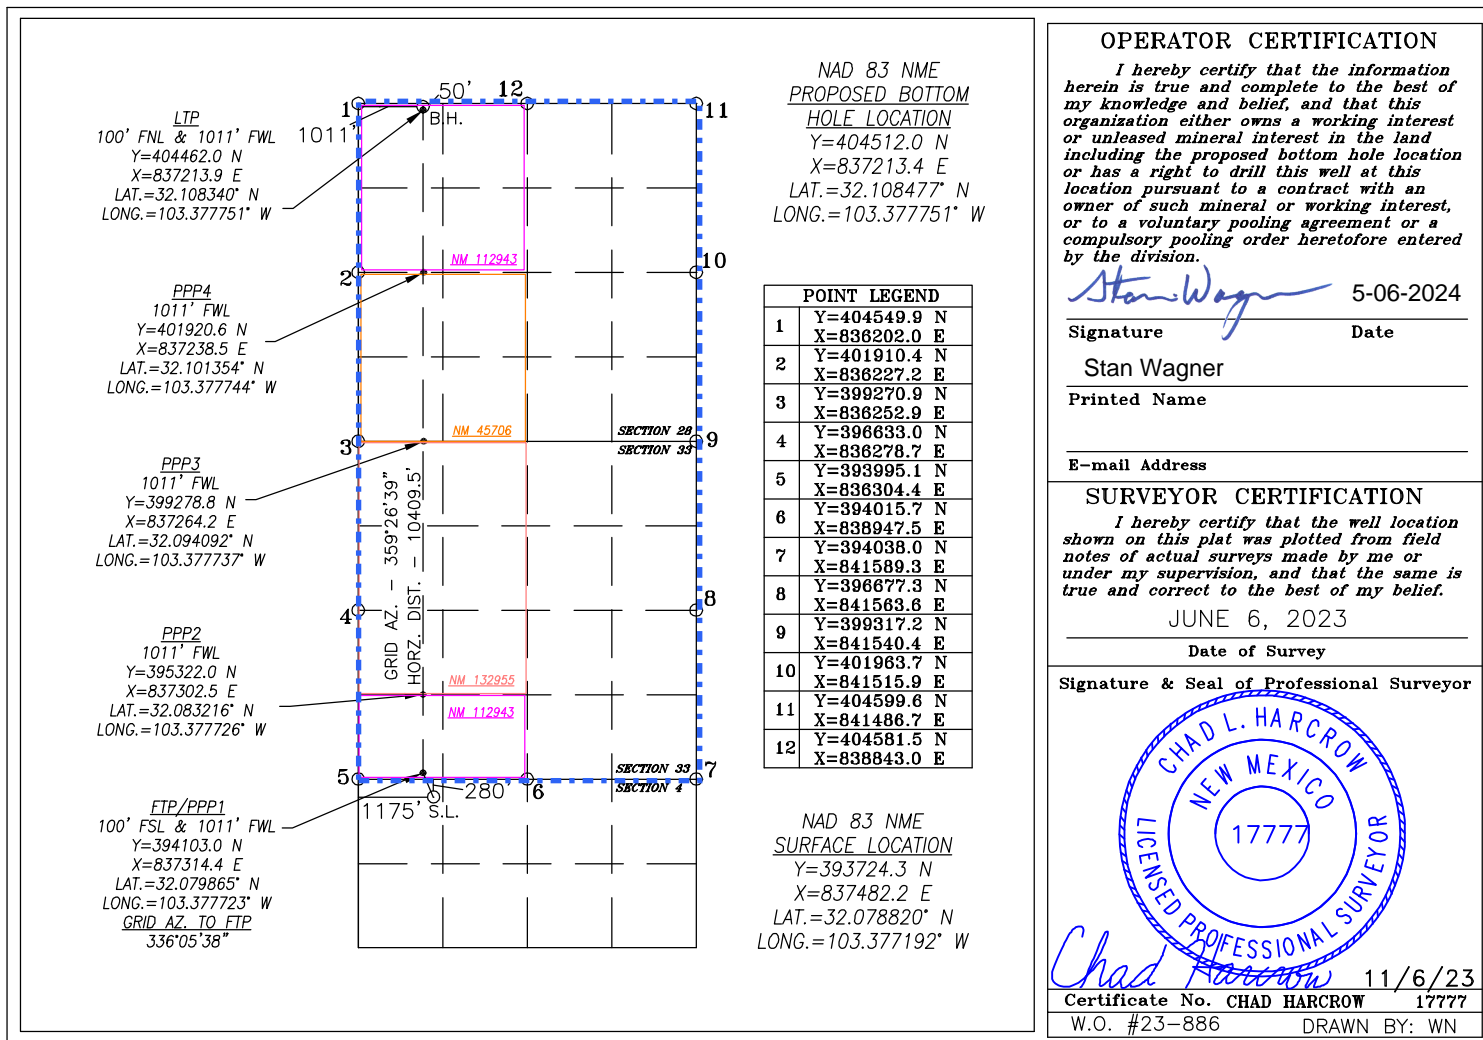 LTP
100' FNL & 1011' FWL
Y=404462.0 N
X=837213.9 E
LAT.=32.108340° N
LONG.=103.377751° W
PPP4
1011' FWL
Y=401920.6 N
X=837238.5 E
LAT.=32.101354° N
LONG.=103.377744° W
PPP3
1011' FWL
Y=399278.8 N
X=837264.2 E
LAT.=32.094092° N
LONG.=103.377737° W
PPP2
1011' FWL
Y=395322.0 N
X=837302.5 E
LAT.=32.083216° N
LONG.=103.377726° W
FTP/PPP1
100' FSL & 1011' FWL
Y=394103.0 N
X=837314.4 E
LAT.=32.079865° N
LONG.=103.377723° W
GRID AZ. TO FTP
336°05'38"
1
50'
12
11
1011'
B.H.
NM 112943
2
10
NM 45706
SECTION 28
3
9
SECTION 33
GRID AZ. - 359°26'39"
HORZ. DIST. - 10409.5'
4
8
NM 132955
NM 112943
SECTION 33
5
6
7
SECTION 4
280'
1175'
S.L.
NAD 83 NME
PROPOSED BOTTOM
HOLE LOCATION
Y=404512.0 N
X=837213.4 E
LAT.=32.108477° N
LONG.=103.377751° W
POINT LEGEND
1 Y=404549.9 N
X=836202.0 E
2 Y=401910.4 N
X=836227.2 E
3 Y=399270.9 N
X=836252.9 E
4 Y=396633.0 N
X=836278.7 E
5 Y=393995.1 N
X=836304.4 E
6 Y=394015.7 N
X=838947.5 E
7 Y=394038.0 N
X=841589.3 E
8 Y=396677.3 N
X=841563.6 E
9 Y=399317.2 N
X=841540.4 E
10 Y=401963.7 N
X=841515.9 E
11 Y=404599.6 N
X=841486.7 E
12 Y=404581.5 N
X=838843.0 E
NAD 83 NME
SURFACE LOCATION
Y=393724.3 N
X=837482.2 E
LAT.=32.078820° N
LONG.=103.377192° W
OPERATOR CERTIFICATION
I hereby certify that the information
herein is true and complete to the best of
my knowledge and belief, and that this
organization either owns a working interest
or unleased mineral interest in the land
including the proposed bottom hole location
or has a right to drill this well at this
location pursuant to a contract with an
owner of such mineral or working interest,
or to a voluntary pooling agreement or a
compulsory pooling order heretofore entered
by the division.
Stan Wagner 5-06-2024
Signature Date
Stan Wagner
Printed Name
E-mail Address
SURVEYOR CERTIFICATION
I hereby certify that the well location
shown on this plat was plotted from field
notes of actual surveys made by me or
under my supervision, and that the same is
true and correct to the best of my belief.
JUNE 6, 2023
Date of Survey
Signature & Seal of Professional Surveyor
CHAD L. HARCROW
NEW MEXICO
17777
LICENSED PROFESSIONAL SURVEYOR
Chad Harcrow 11/6/23
Certificate No. CHAD HARCROW 17777
W.O. #23-886 DRAWN BY: WN